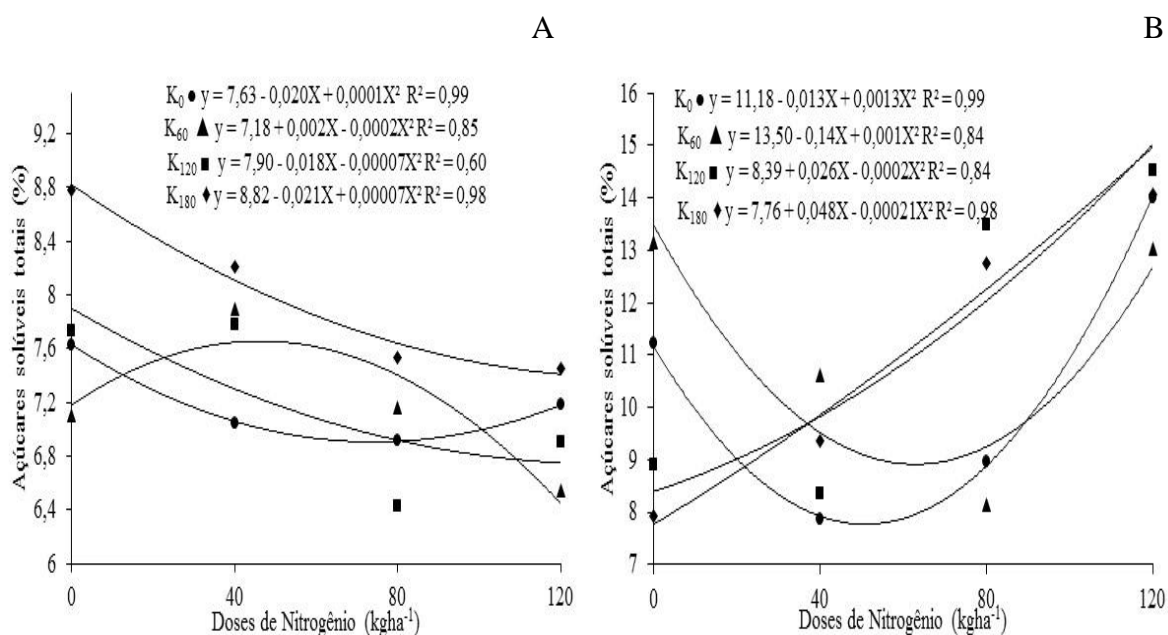 A
B
K₀ ● y = 7,63 - 0,020X + 0,0001X² R² = 0,99
K₆₀ ▲ y = 7,18 + 0,002X - 0,0002X² R² = 0,85
K₁₂₀ ■ y = 7,90 - 0,018X - 0,00007X² R² = 0,60
K₁₈₀ ♦ y = 8,82 - 0,021X + 0,00007X² R² = 0,98
Açúcares solúveis totais (%)
9,2
8,8
8,4
8
7,6
7,2
6,8
6,4
6
0 40 80 120
Doses de Nitrogênio (kgha⁻¹)
K₀ ● y = 11,18 - 0,013X + 0,0013X² R² = 0,99
K₆₀ ▲ y = 13,50 - 0,14X + 0,001X² R² = 0,84
K₁₂₀ ■ y = 8,39 + 0,026X - 0,0002X² R² = 0,84
K₁₈₀ ♦ y = 7,76 + 0,048X - 0,00021X² R² = 0,98
Açúcares solúveis totais (%)
16
15
14
13
12
11
10
9
8
7
0 40 80 120
Doses de Nitrogênio (kgha⁻¹)